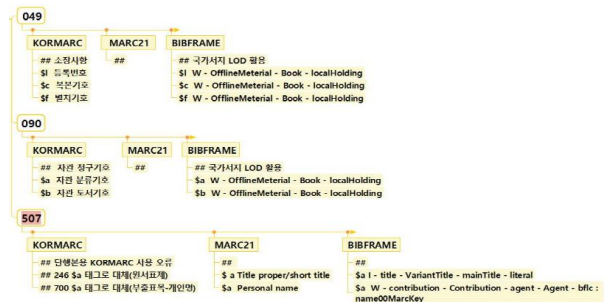 049
KORMARC MARC21 BIBFRAME
## 소장사항 ## ## 국가서지 LOD 활용
$l 등록번호 $l W - OfflineMeterial - Book - localHolding
$c 복본기호 $c W - OfflineMeterial - Book - localHolding
$f 별치기호 $f W - OfflineMeterial - Book - localHolding
090
KORMARC MARC21 BIBFRAME
## 자관 청구기호 ## ## 국가서지 LOD 활용
$a 자관 분류기호 $a W - OfflineMeterial - Book - localHolding
$b 자관 도서기호 $b W - OfflineMeterial - Book - localHolding
507
KORMARC MARC21 BIBFRAME
## 단행본용 KORMARC 사용 오류 ## ##
## 246 $a 태그로 대체(원서표제) $ a Title proper/short title $a I - title - VariantTitle - mainTitle - literal
## 700 $a 태그로 대체(부출표목-개인명) $a Personal name $a W - contribution - Contribution - agent - Agent - bflc :
name00MarcKey